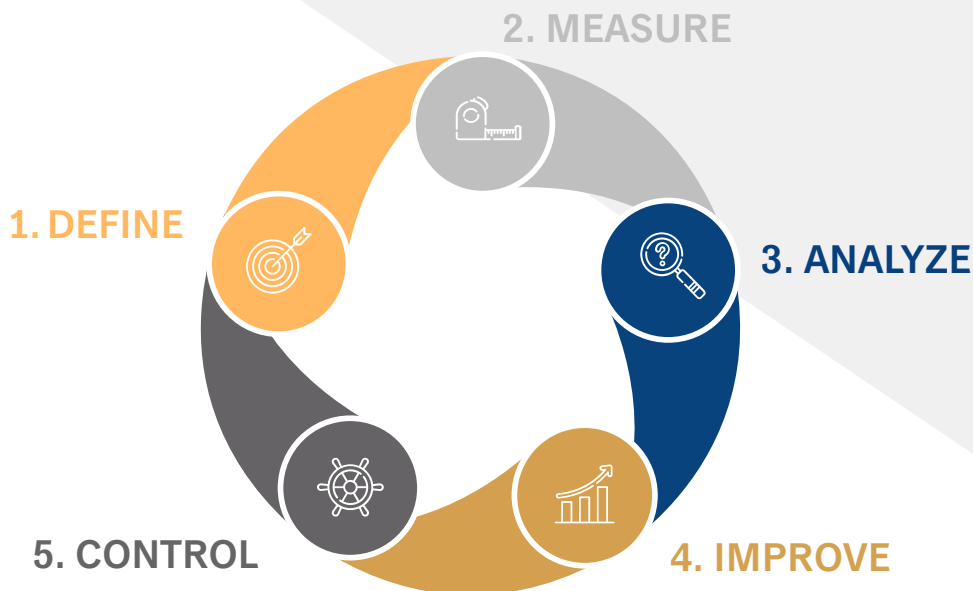 2. MEASURE
1. DEFINE
3. ANALYZE
?
5. CONTROL
4. IMPROVE